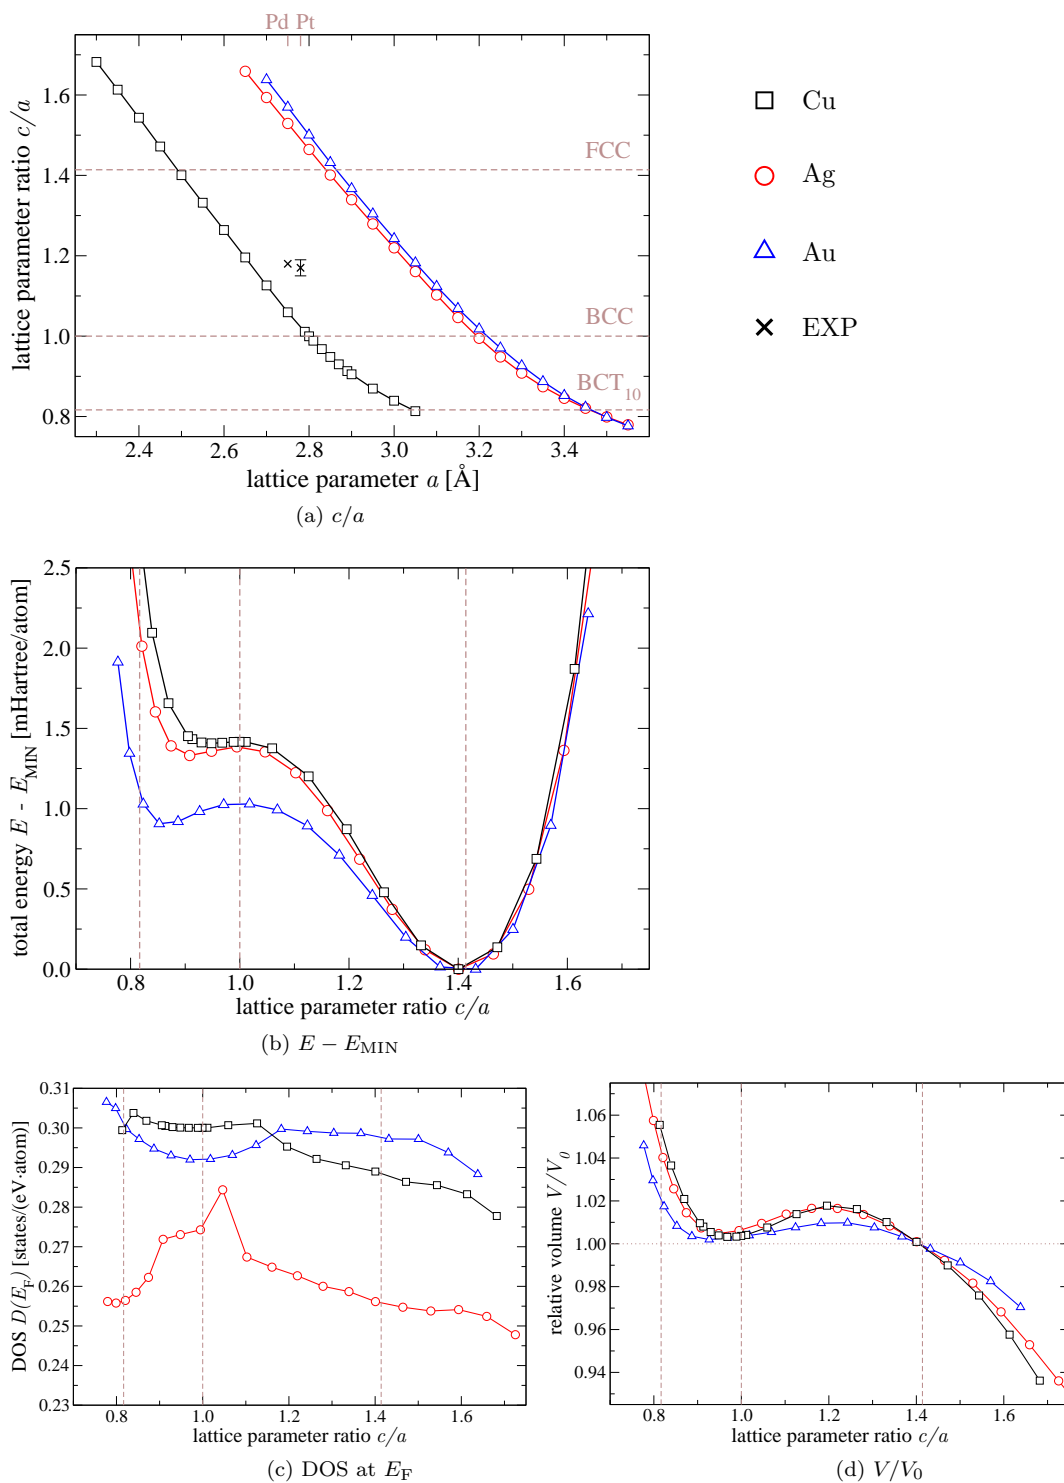 Pd Pt
1.6
1.4
1.2
1.0
0.8
lattice parameter ratio c/a
FCC
BCC
BCT10
2.4 2.6 2.8 3.0 3.2 3.4
lattice parameter a [Å]
(a) c/a
Cu
Ag
Au
EXP
2.5
2.0
1.5
1.0
0.5
0.0
total energy E - EMIN [mHartree/atom]
0.8 1.0 1.2 1.4 1.6
lattice parameter ratio c/a
(b) E − EMIN
0.31
0.30
0.29
0.28
0.27
0.26
0.25
0.24
0.23
DOS D(EF) [states/(eV·atom)]
0.8 1.0 1.2 1.4 1.6
lattice parameter ratio c/a
(c) DOS at EF
1.06
1.04
1.02
1.00
0.98
0.96
0.94
relative volume V/V0
0.8 1.0 1.2 1.4 1.6
lattice parameter ratio c/a
(d) V/V0